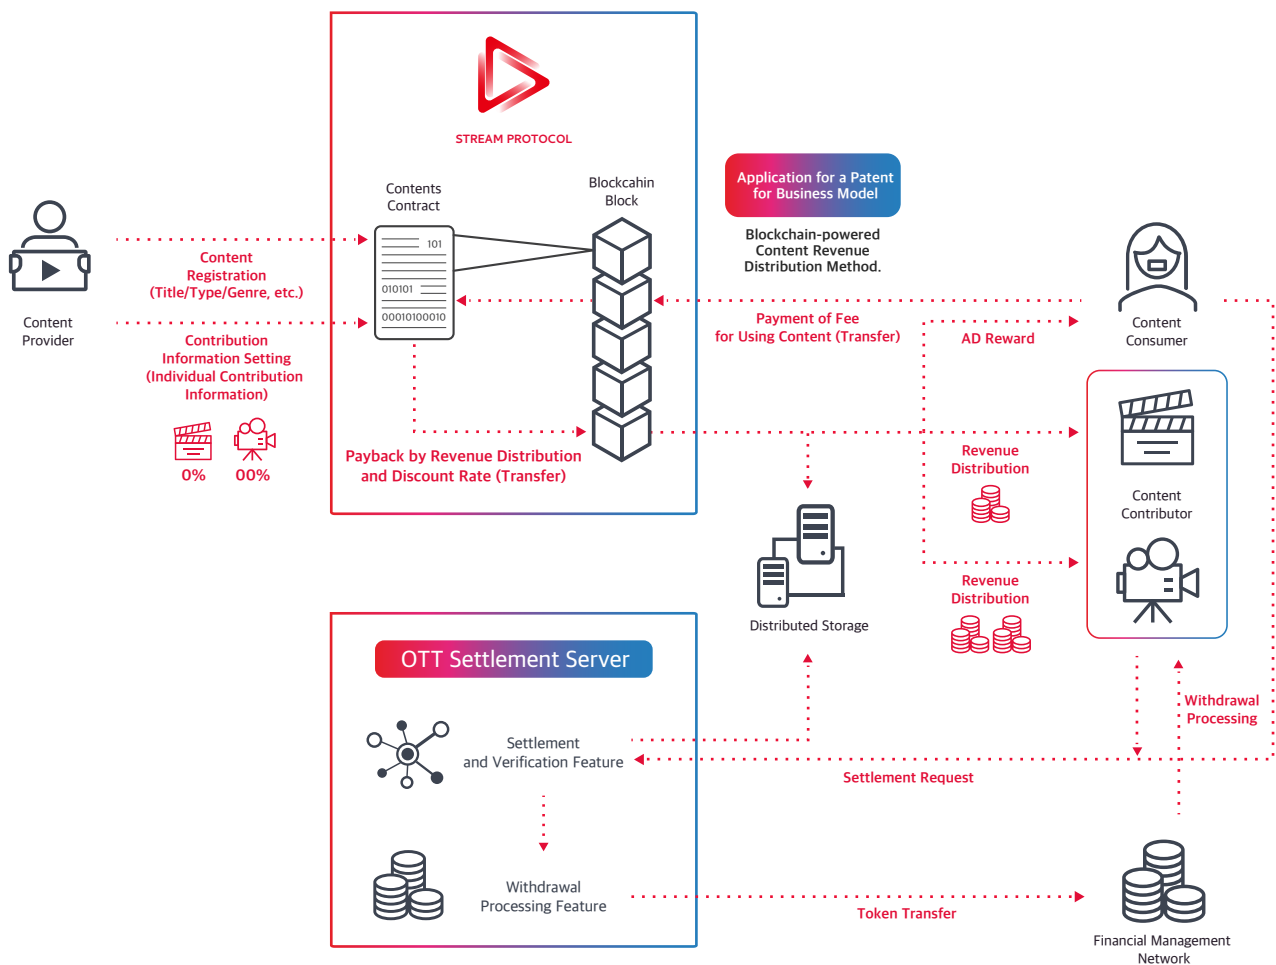 STREAM PROTOCOL
Contents
Contract
Blockcahin
Block
101
010101
00010100010
Application for a Patent
for Business Model
Blockchain-powered
Content Revenue
Distribution Method.
Content
Provider
Content
Registration
(Title/Type/Genre, etc.)
Contribution
Information Setting
(Individual Contribution
Information)
0%
00%
Payback by Revenue Distribution
and Discount Rate (Transfer)
Payment of Fee
for Using Content (Transfer)
AD Reward
Content
Consumer
Revenue
Distribution
Content
Contributor
Revenue
Distribution
Distributed Storage
OTT Settlement Server
Settlement
and Verification Feature
Withdrawal
Processing
Settlement Request
Withdrawal
Processing Feature
Token Transfer
Financial Management
Network